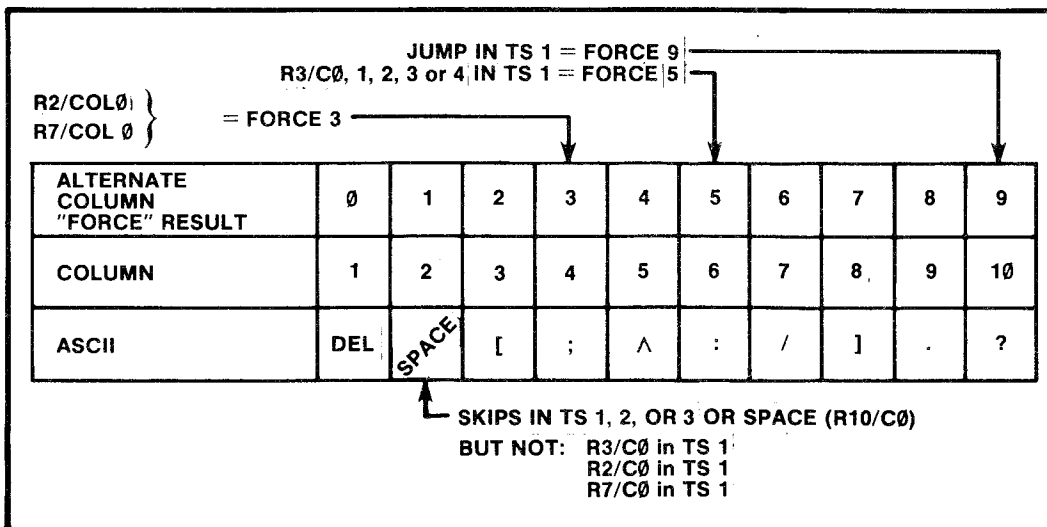 JUMP IN TS 1 = FORCE 9
R3/CØ, 1, 2, 3 or 4 IN TS 1 = FORCE 5
R2/COLØ
R7/COL Ø
= FORCE 3
ALTERNATE
COLUMN
"FORCE" RESULT
Ø 1 2 3 4 5 6 7 8 9
COLUMN 1 2 3 4 5 6 7 8 9 1Ø
ASCII DEL SPACE [ ; Λ : / ] . ?
SKIPS IN TS 1, 2, OR 3 OR SPACE (R10/CØ)
BUT NOT: R3/CØ in TS 1
R2/CØ in TS 1
R7/CØ in TS 1